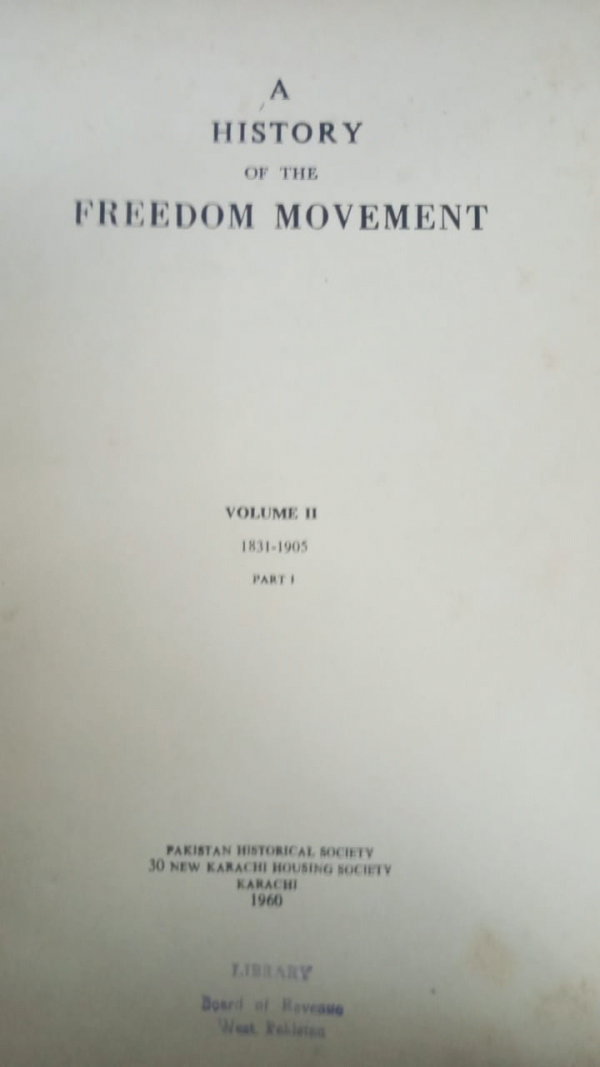 A
HISTORY
OF THE
FREEDOM MOVEMENT
VOLUME II
1831-1905
PART I
PAKISTAN HISTORICAL SOCIETY
30 NEW KARACHI HOUSING SOCIETY
KARACHI
1960
LIBRARY
Board of Revenue
West Pakistan